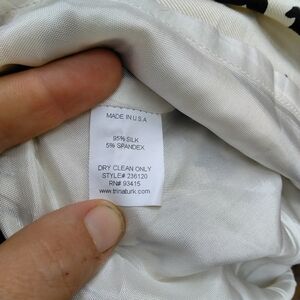 MADE IN U.S.A
95% SILK
5% SPANDEX
DRY CLEAN ONLY
STYLE# 236120
RN# 93415
www.trinaturk.com